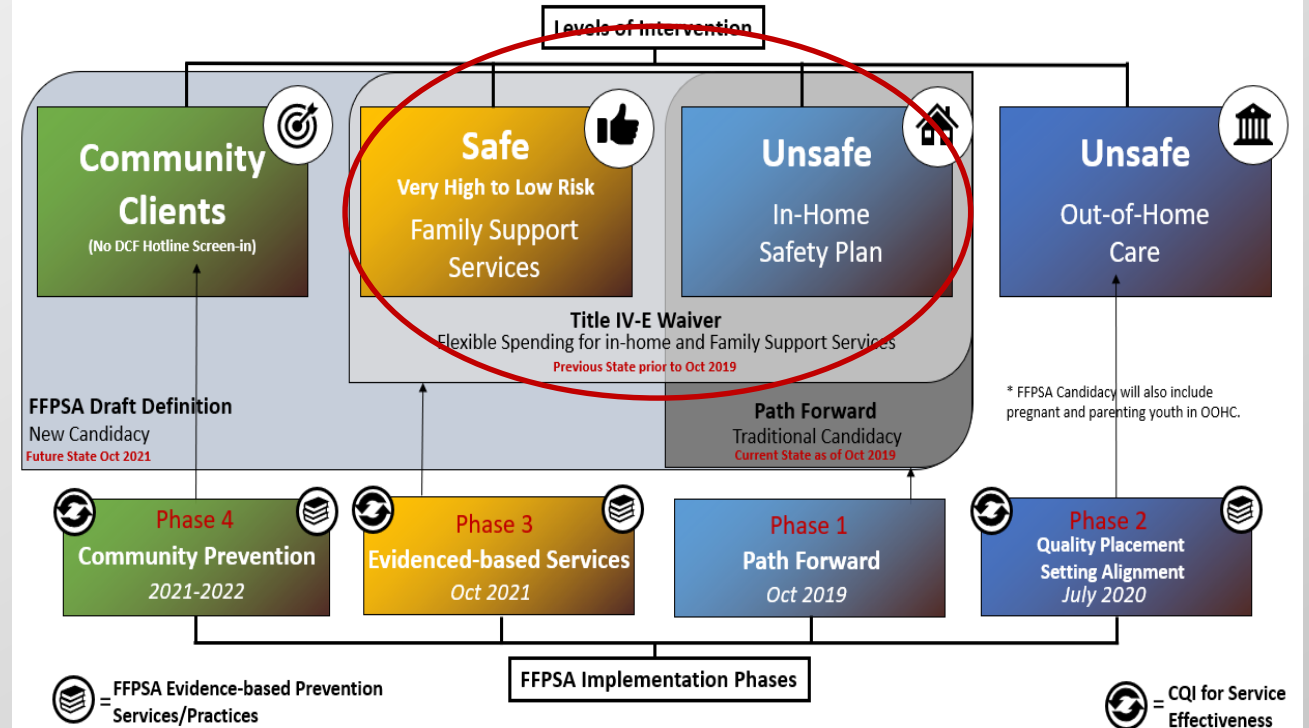 Levels of Intervention
Community
Clients
(No DCF Hotline Screen-in)
Safe
Very High to Low Risk
Family Support
Services
Unsafe
In-Home
Safety Plan
Unsafe
Out-of-Home
Care
Title IV-E Waiver
Flexible Spending for in-home and Family Support Services
Previous State prior to Oct 2019
FFPSA Draft Definition
New Candidacy
Future State Oct 2021
Path Forward
Traditional Candidacy
Current State as of Oct 2019
* FFPSA Candidacy will also include
pregnant and parenting youth in OOHC.
Phase 4
Community Prevention
2021-2022
Phase 3
Evidenced-based Services
Oct 2021
Phase 1
Path Forward
Oct 2019
Phase 2
Quality Placement
Setting Alignment
July 2020
FFPSA Implementation Phases
= FFPSA Evidence-based Prevention
Services/Practices
= CQI for Service
Effectiveness